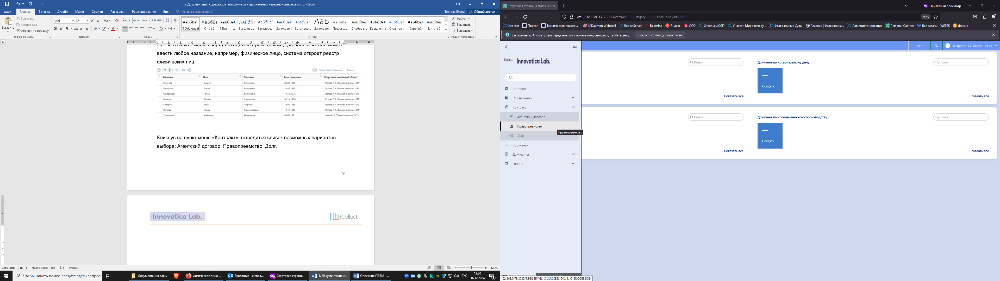 5. Документация содержащая описание функциональных характеристик экземпл... - Word
Файл Главная Вставка Дизайн Макет Ссылки Рассылки Рецензирование Вид Что вы хотите сделать? Тестова Елена Общий доступ
Вставить
Вырезать
Копировать
Формат по образцу
Буфер обмена
Arial 12
Ж К Ч abc x₂ x²
Шрифт
Абзац
АаБбВвГ АаБбВвГ АаБбВвГ АаБбВвГ АаБбВвГ АаБбВвГ АаБбВвГ АаЬ АаБбВвГ АаБбВвГ АаБбВвГ АаБбВвГ АаБбВвГ АаБбВвГ
¶ Обычный Стиль2 ¶ Без инте... Заголово... Заголово... Заголово... Заголово... Заголовок Подзагол... Слабое в... Выделение Сильное... Строгий Цитата 2
Стили
Найти
Заменить
Выделить
Редактирование
Слева в пункте меню сверху находится строка поиска, где пользователь может
ввести любое название, например, физическое лицо, система откроет реестр
физических лиц.
Режим редактирования Поиск...
Фамилия Имя Отчество День рождения Сотрудник, создавший объект
Гладунов Андрей Викторович 08.09.1966 Тестова Е. А. (Бизнес-аналитик. ОРГ
Марфутин Роман Николаевич 20.02.1968 Тестова Е. А. (Бизнес-аналитик. ОРГ
Кондратьева Галина Викторовна 14.10.1975 Тестова Е. А. (Бизнес-аналитик. ОРГ
Иванова Татьяна Степановна 30.11.1980 Тестова Е. А. (Бизнес-аналитик. ОРГ
Сидоров Иван Петрович 16.02.1989 Тестова Е. А. (Бизнес-аналитик. ОРГ
Петрова Ирина Станиславовна 12.12.1969 Тестова Е. А. (Бизнес-аналитик. ОРГ
Туниманов Александр Евгеньевич 06.03.1971 Ильин В. В. (Бизнес-аналитик. ОРГ)
Кликнув на пункт меню «Контракт», выводится список возможных вариантов
выбора: Агентский договор, Правопреемство, Долг.
9
Innovatica Lab. iCollect
Страница 10 из 11 Число слов: 1105 русский 120%
Стартовая страница №865259 Приватный просмотр
192.168.0.73:8080/card/865261/type/660129?visualId=865260 90%
Xcollect Портал Техническая поддер... MDaemon Webmail ReportServer Redmine Яндекс ИСО Отделы ФССП Участки Мирового су... Федеральные Суды Главная | Федеральна... Администрирование Personal Cabinet Все задачи - WEEEK draw.io
Вы должны войти в эту сеть перед тем, как сможете получить доступ к Интернету. Открыть страницу входа в сеть
RU Петров И. (Аналитик. ОРГ)
iCollect Innovatica Lab.
Контракт
Справочники
Контракт
Агентский договор
Правопреемство
Правопреемство
Долг
Поручения
Документы
Отчеты
Поиск Документ по нотариальному делу Поиск
Создать
Показать все Показать все
Поиск Документ по исполнительному производству Поиск
Создать
Показать все Показать все
192.168.0.73:8080/REGISTRY/IL_C_SUCCESSION/IL_C_SUCCESSION
Чтобы начать поиск, введите здесь запрос
Документация для... Физическое лицо ... Входящие - elena.t... Стартовая страни... 5. Документация с... Описание ПЭВМ - ...
РУС 12:30
16.12.2024 8